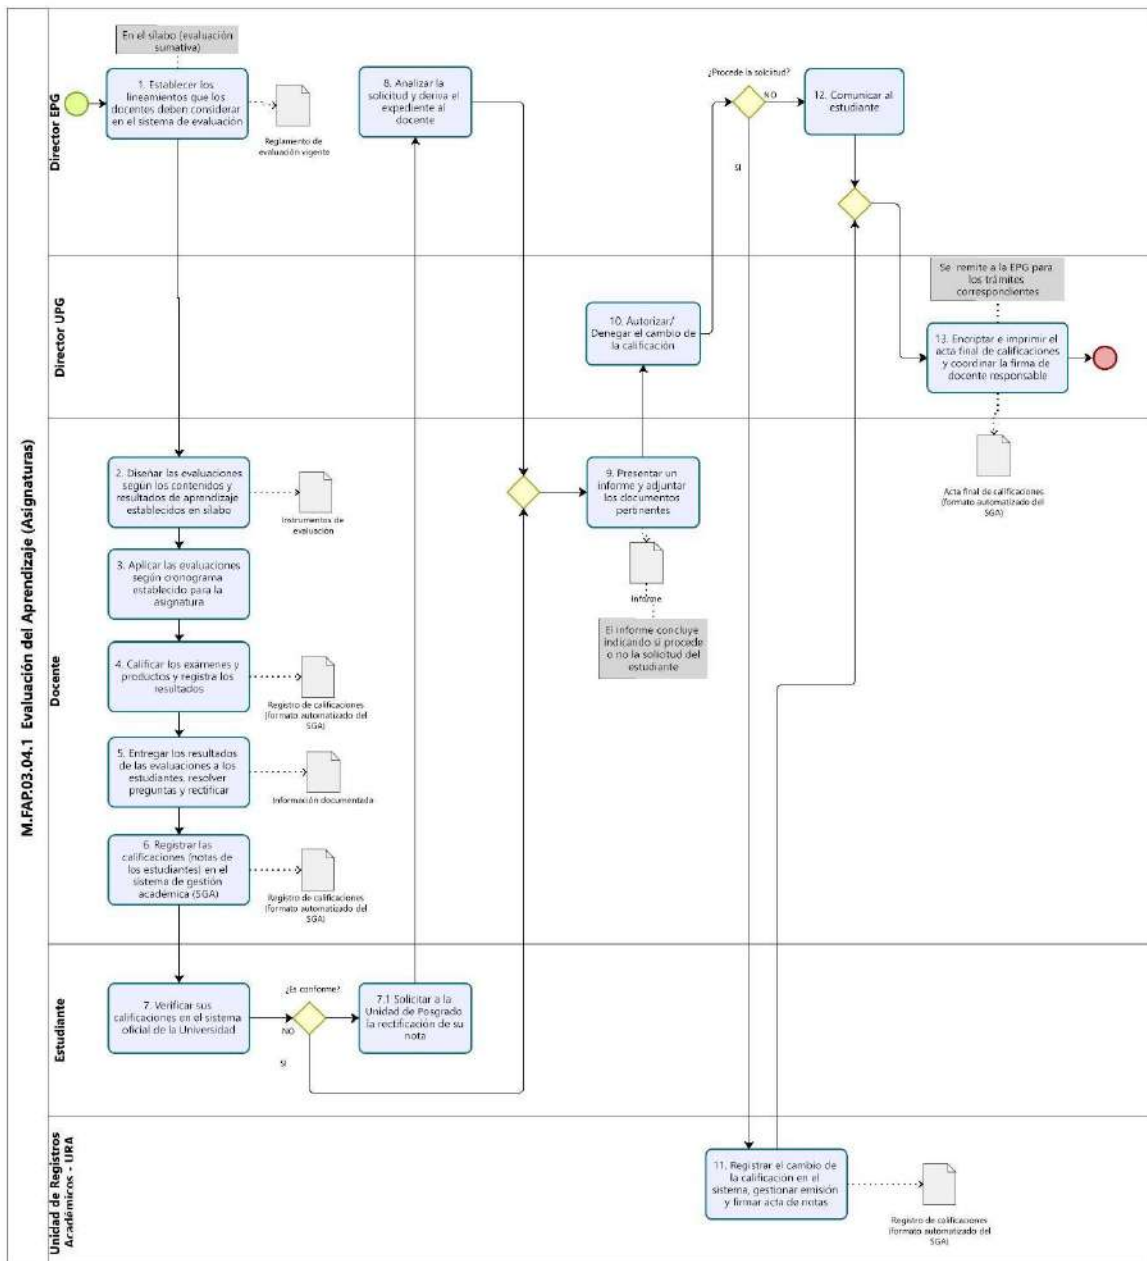 M.FAP.03.04.1 Evaluación del Aprendizaje (Asignaturas)
Director EPG
En el sílabo (evaluación
sumativa)
1. Establecer los
lineamientos que los
docentes deben considerar
en el sistema de evaluación
Reglamento de
evaluación vigente
8. Analizar la
solicitud y deriva el
expediente al
docente
¿Procede la solcitud?
NO
SI
12. Comunicar al
estudiante
Director UPG
10. Autorizar/
Denegar el cambio de
la calificación
Se remite a la EPG para
los trámites
correspondientes
13. Encriptar e imprimir el
acta final de calificaciones
y coordinar la firma de
docente responsable
Acta final de calificaciones
(formato automatizado del
SGA)
Docente
2. Diseñar las evaluaciones
según los contenidos y
resultados de aprendizaje
establecidos en sílabo
Instrumentos de
evaluación
3. Aplicar las evaluaciones
según cronograma
establecido para la
asignatura
4. Calificar los exámenes y
productos y registra los
resultados
Registro de calificaciones
(formato automatizado del
SGA)
5. Entregar los resultados
de las evaluaciones a los
estudiantes, resolver
preguntas y rectificar
Información documentada
6. Registrar las
calificaciones (notas de
los estudiantes) en el
sistema de gestión
académica (SGA)
Registro de calificaciones
(formato automatizado del
SGA)
9. Presentar un
informe y adjuntar
los documentos
pertinentes
Informe
El informe concluye
indicando si procede
o no la solicitud del
estudiante
Estudiante
7. Verificar sus
calificaciones en el sistema
oficial de la Universidad
¿Es conforme?
NO
SI
7.1 Solicitar a la
Unidad de Posgrado
la rectificación de su
nota
Unidad de Registros
Académicos - URA
11. Registrar el cambio de
la calificación en el
sistema, gestionar emisión
y firmar acta de notas
Registro de calificaciones
(formato automatizado del
SGA)